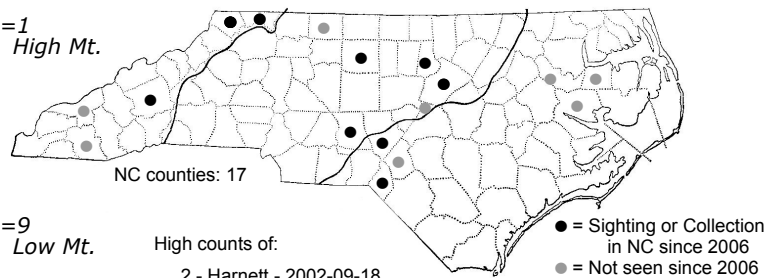 =1
High Mt.
NC counties: 17
=9
Low Mt.
High counts of:
2 - Harnett - 2002-09-18
● = Sighting or Collection
in NC since 2006
● = Not seen since 2006